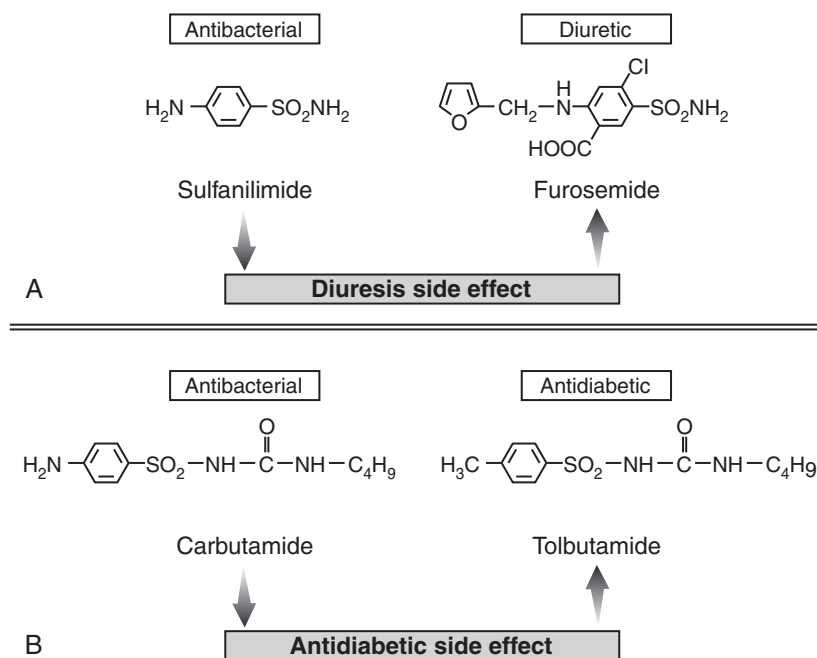 Antibacterial
Diuretic
H₂N
SO₂NH₂
O
CH₂
H
N
Cl
SO₂NH₂
HOOC
Sulfanilimide
Furosemide
A
Diuresis side effect
Antibacterial
Antidiabetic
O
H₂N
SO₂–NH–C–NH–C₄H₉
O
H₃C
SO₂–NH–C–NH–C₄H9
Carbutamide
Tolbutamide
B
Antidiabetic side effect